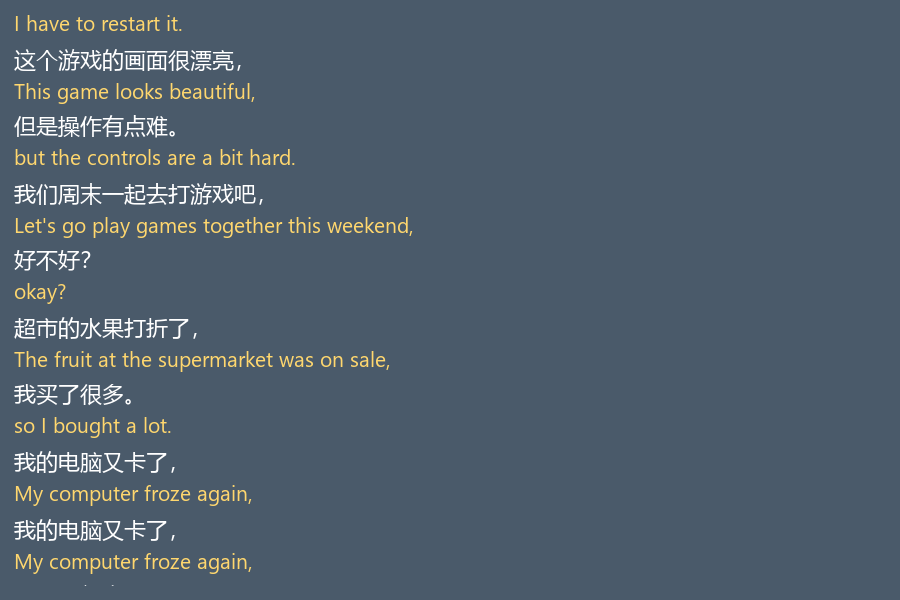 I have to restart it.
这个游戏的画面很漂亮，
This game looks beautiful,
但是操作有点难。
but the controls are a bit hard.
我们周末一起去打游戏吧，
Let's go play games together this weekend,
好不好？
okay?
超市的水果打折了，
The fruit at the supermarket was on sale,
我买了很多。
so I bought a lot.
我的电脑又卡了，
My computer froze again,
我的电脑又卡了，
My computer froze again,